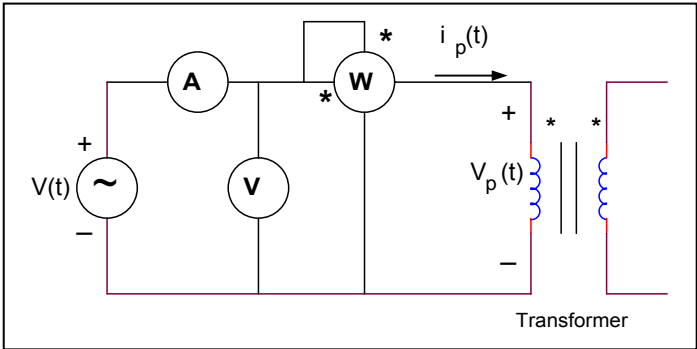 *
i p(t)
A
W
*
+
+
*
*
V(t)
~
V
Vp(t)
–
–
Transformer